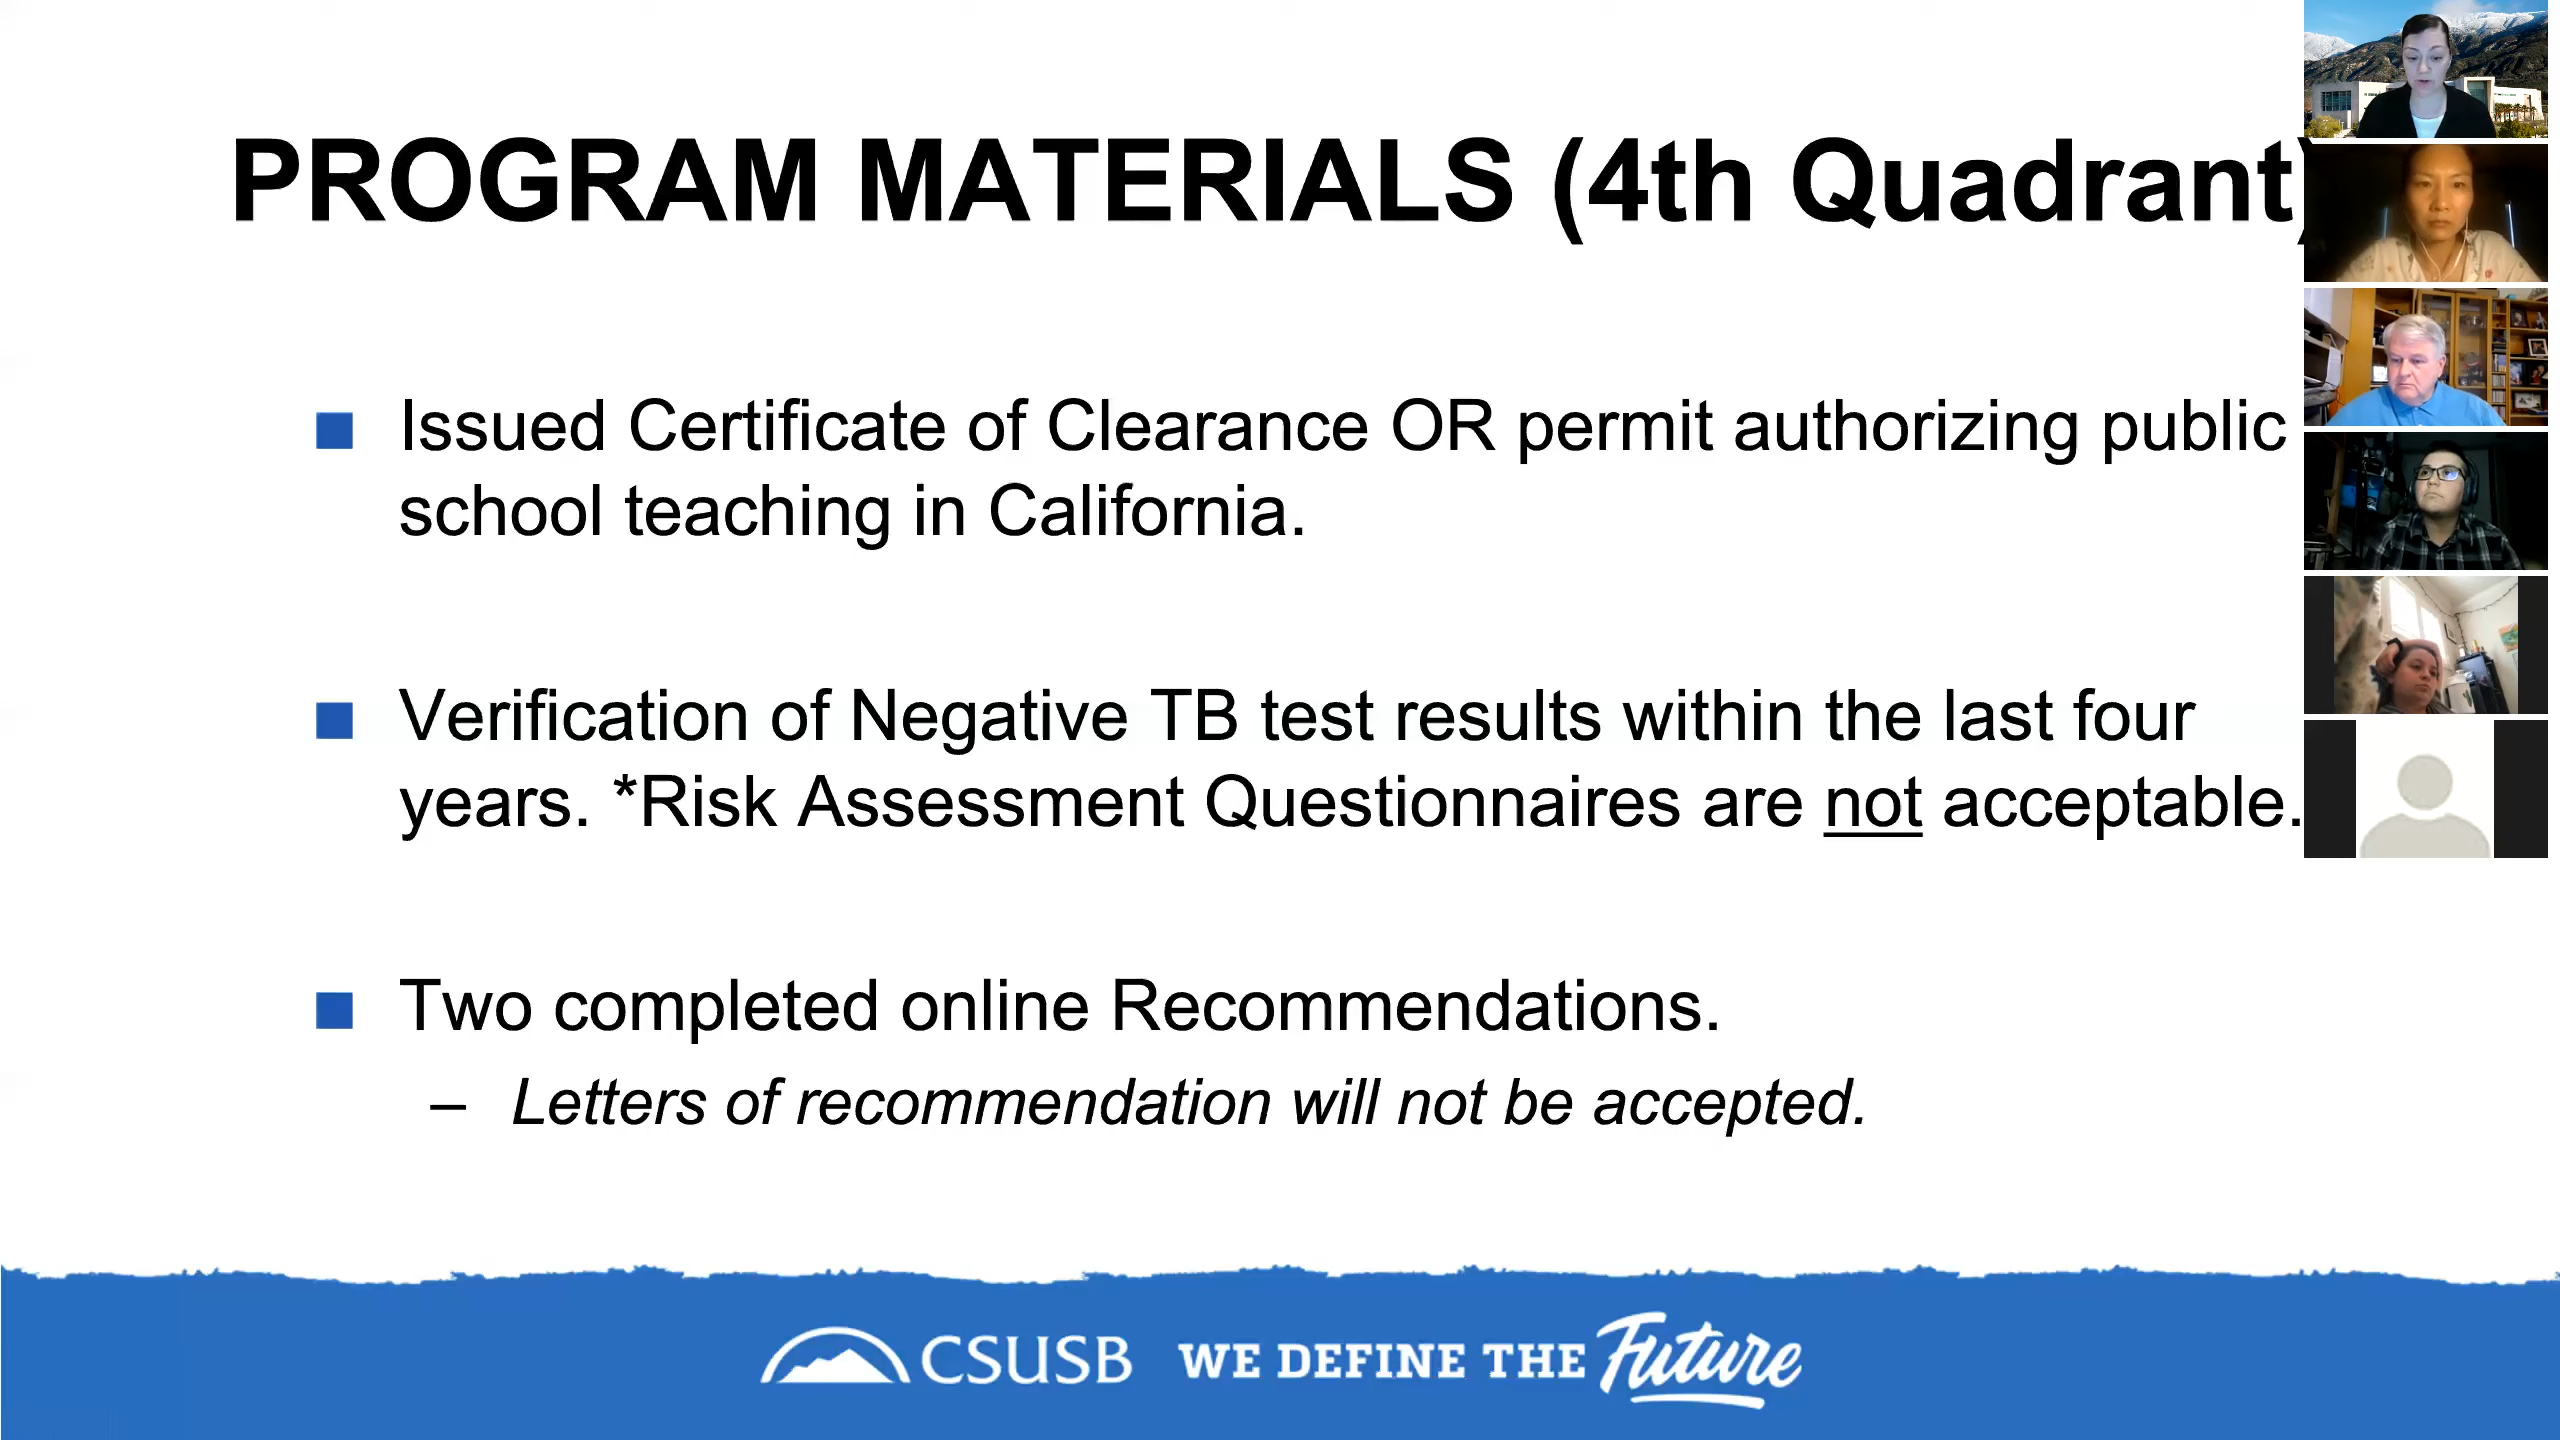 PROGRAM MATERIALS (4th Quadrant)
Issued Certificate of Clearance OR permit authorizing public
school teaching in California.
Verification of Negative TB test results within the last four
years. *Risk Assessment Questionnaires are not acceptable.
Two completed online Recommendations.
– Letters of recommendation will not be accepted.
CSUSB WE DEFINE THE Future